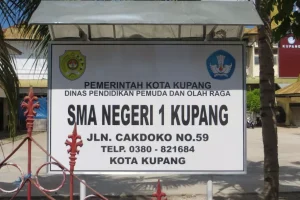 PEMERINTAH KOTA KUPANG
DINAS PENDIDIKAN PEMUDA DAN OLAH RAGA
SMA NEGERI 1 KUPANG
JLN. CAKDOKO NO.59
TELP. 0380 - 821684
KOTA KUPANG